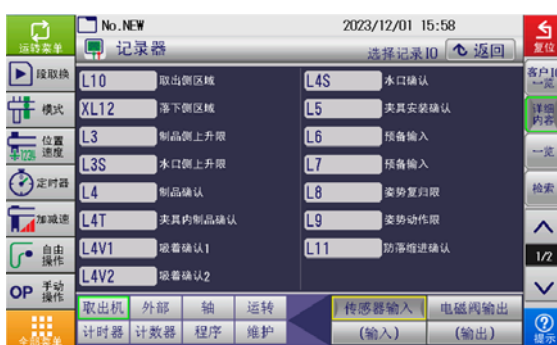 运转菜单
No.NEW
2023/12/01 15:58
复位
记录器
选择记录IO
返回
段取换
模式
位置
速度
定时器
加减速
自由
操作
OP
手动
操作
全部菜单
L10 取出侧区域
XL12 落下侧区域
L3 制品侧上升限
L3S 水口侧上升限
L4 制品确认
L4T 夹具内制品确认
L4V1 吸着确认1
L4V2 吸着确认2
L4S 水口确认
L5 夹具安装确认
L6 预备输入
L7 预备输入
L8 姿势复归限
L9 姿势动作限
L11 防落推进确认
客户IO
一览
详细
内容
一览
检索
1/2
提示
取出机 外部 轴 运转
传感器输入 电磁阀输出
计时器 计数器 程序 维护
(输入) (输出)